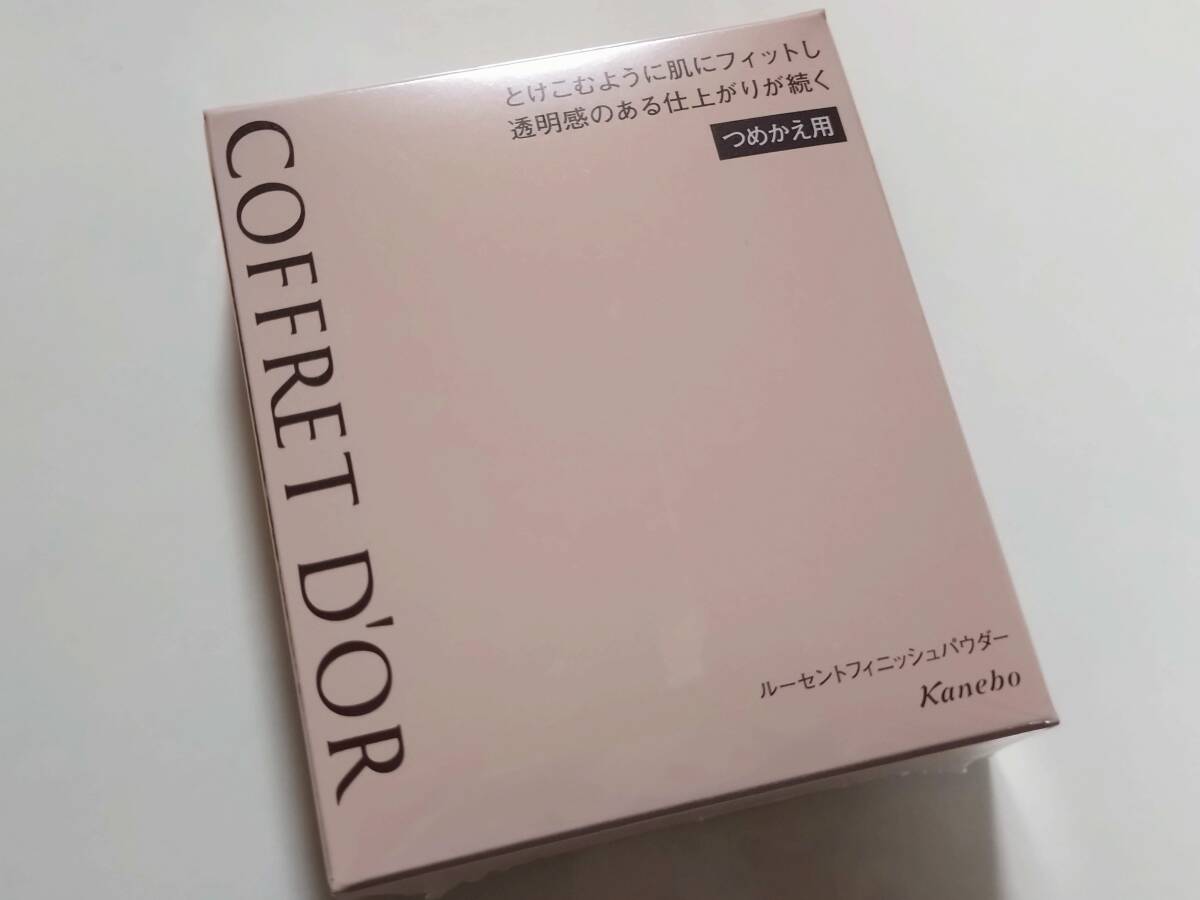 とけこむように肌にフィットし
透明感のある仕上がりが続く
つめかえ用
COFFRET D'OR
ルーセントフィニッシュパウダー
Kanebo